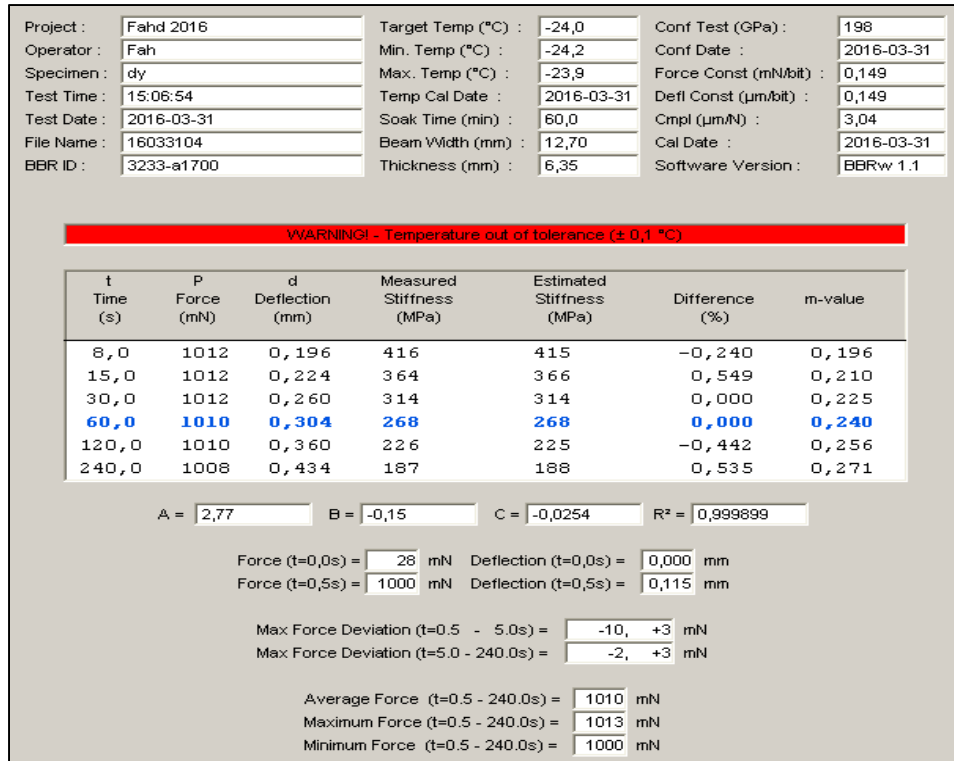 Project : Fahd 2016 Target Temp (°C) : -24,0 Conf Test (GPa) : 198
Operator : Fah Min. Temp (°C) : -24,2 Conf Date : 2016-03-31
Specimen : dy Max. Temp (°C) : -23,9 Force Const (mN/bit) : 0,149
Test Time : 15:06:54 Temp Cal Date : 2016-03-31 Defl Const (µm/bit) : 0,149
Test Date : 2016-03-31 Soak Time (min) : 60,0 Cmpl (µm/N) : 3,04
File Name : 16033104 Beam Width (mm) : 12,70 Cal Date : 2016-03-31
BBR ID : 3233-a1700 Thickness (mm) : 6,35 Software Version : BBRw 1.1
WARNING! - Temperature out of tolerance (± 0,1 °C)
t P d Measured Estimated
Time Force Deflection Stiffness Stiffness Difference m-value
(s) (mN) (mm) (MPa) (MPa) (%)
8,0 1012 0,196 416 415 -0,240 0,196
15,0 1012 0,224 364 366 0,549 0,210
30,0 1012 0,260 314 314 0,000 0,225
60,0 1010 0,304 268 268 0,000 0,240
120,0 1010 0,360 226 225 -0,442 0,256
240,0 1008 0,434 187 188 0,535 0,271
A = 2,77 B = -0,15 C = -0,0254 R² = 0,999899
Force (t=0,0s) = 28 mN Deflection (t=0,0s) = 0,000 mm
Force (t=0,5s) = 1000 mN Deflection (t=0,5s) = 0,115 mm
Max Force Deviation (t=0.5 - 5.0s) = -10, +3 mN
Max Force Deviation (t=5.0 - 240.0s) = -2, +3 mN
Average Force (t=0.5 - 240.0s) = 1010 mN
Maximum Force (t=0.5 - 240.0s) = 1013 mN
Minimum Force (t=0.5 - 240.0s) = 1000 mN